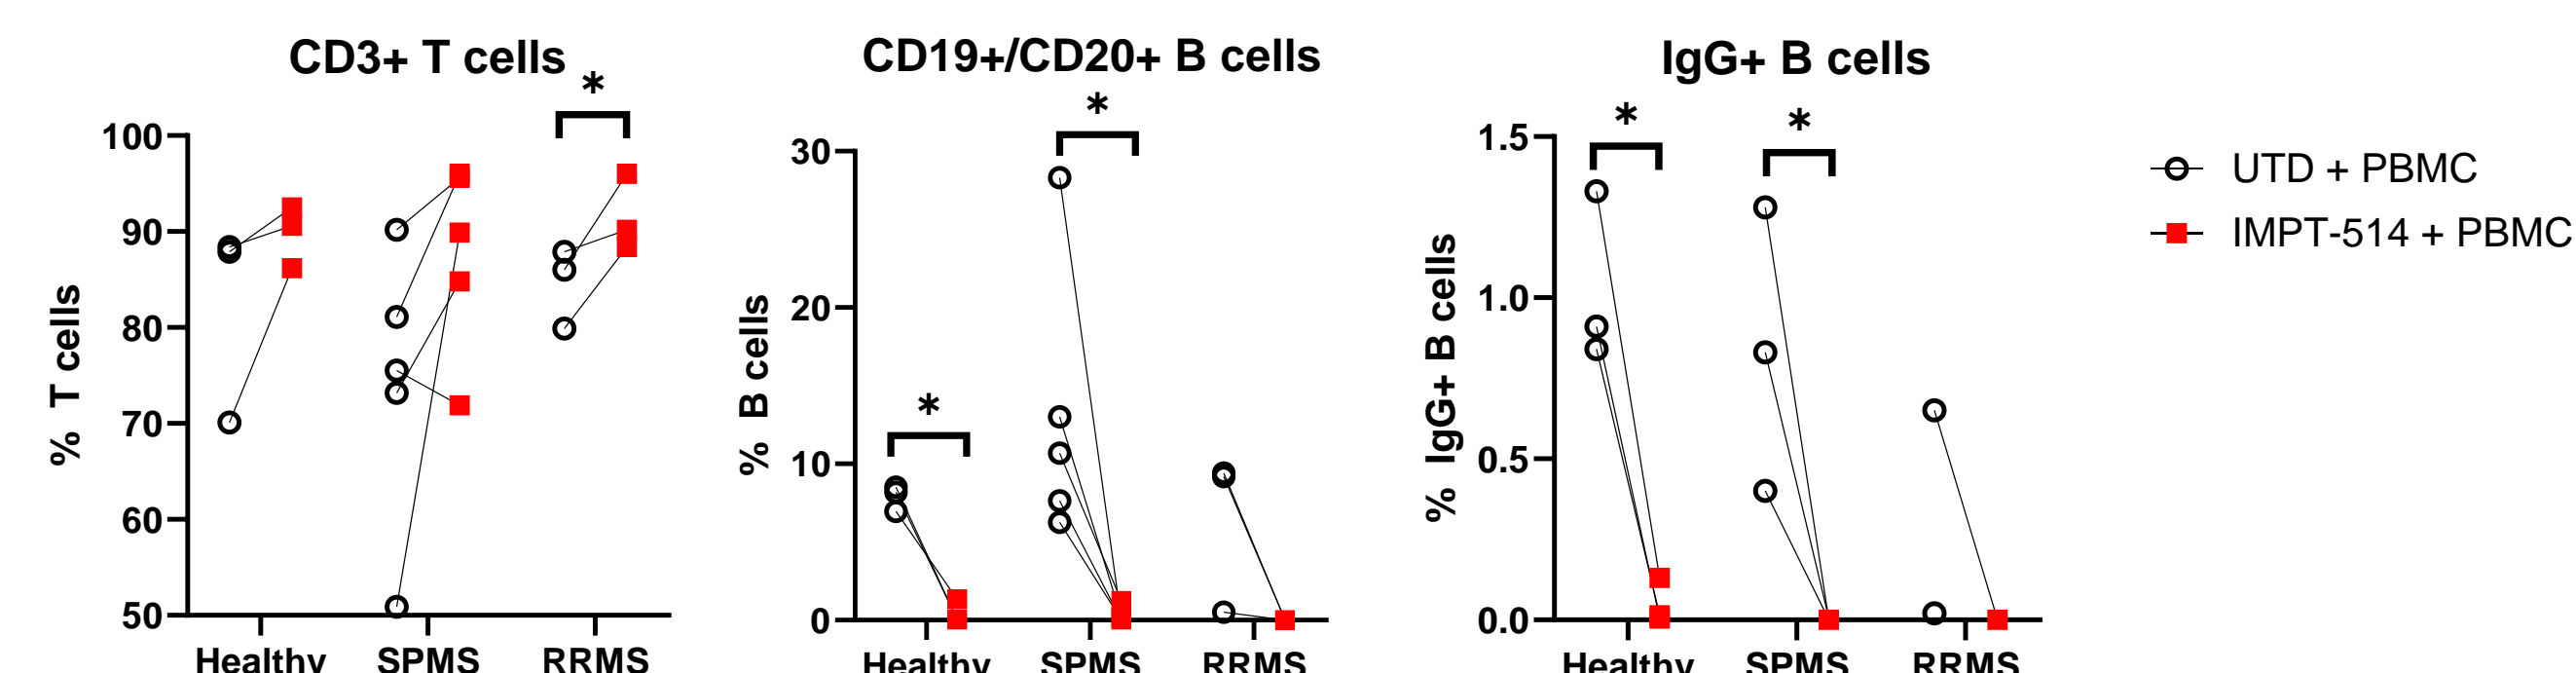 CD3+ T cells
*
100
90
80
70
60
50
% T cells
Healthy SPMS RRMS
CD19+/CD20+ B cells
*
*
30
20
10
0
% B cells
Healthy SPMS RRMS
IgG+ B cells
* *
1.5
1.0
0.5
0.0
% IgG+ B cells
Healthy SPMS RRMS
UTD + PBMC
IMPT-514 + PBMC